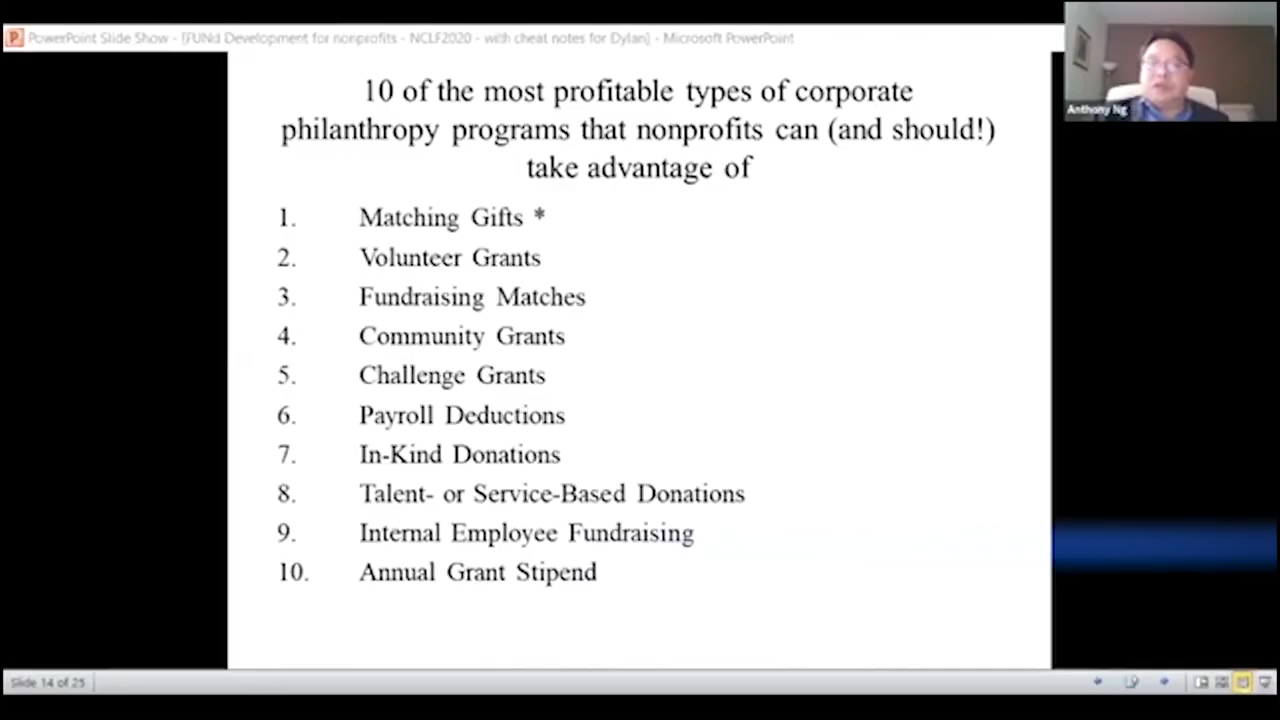 PowerPoint Slide Show - [FUNd Development for nonprofits - NCLF2020 - with cheat notes for Dylan] - Microsoft PowerPoint
Anthony Ng
10 of the most profitable types of corporate
philanthropy programs that nonprofits can (and should!)
take advantage of
1. Matching Gifts *
2. Volunteer Grants
3. Fundraising Matches
4. Community Grants
5. Challenge Grants
6. Payroll Deductions
7. In-Kind Donations
8. Talent- or Service-Based Donations
9. Internal Employee Fundraising
10. Annual Grant Stipend
Slide 14 of 25